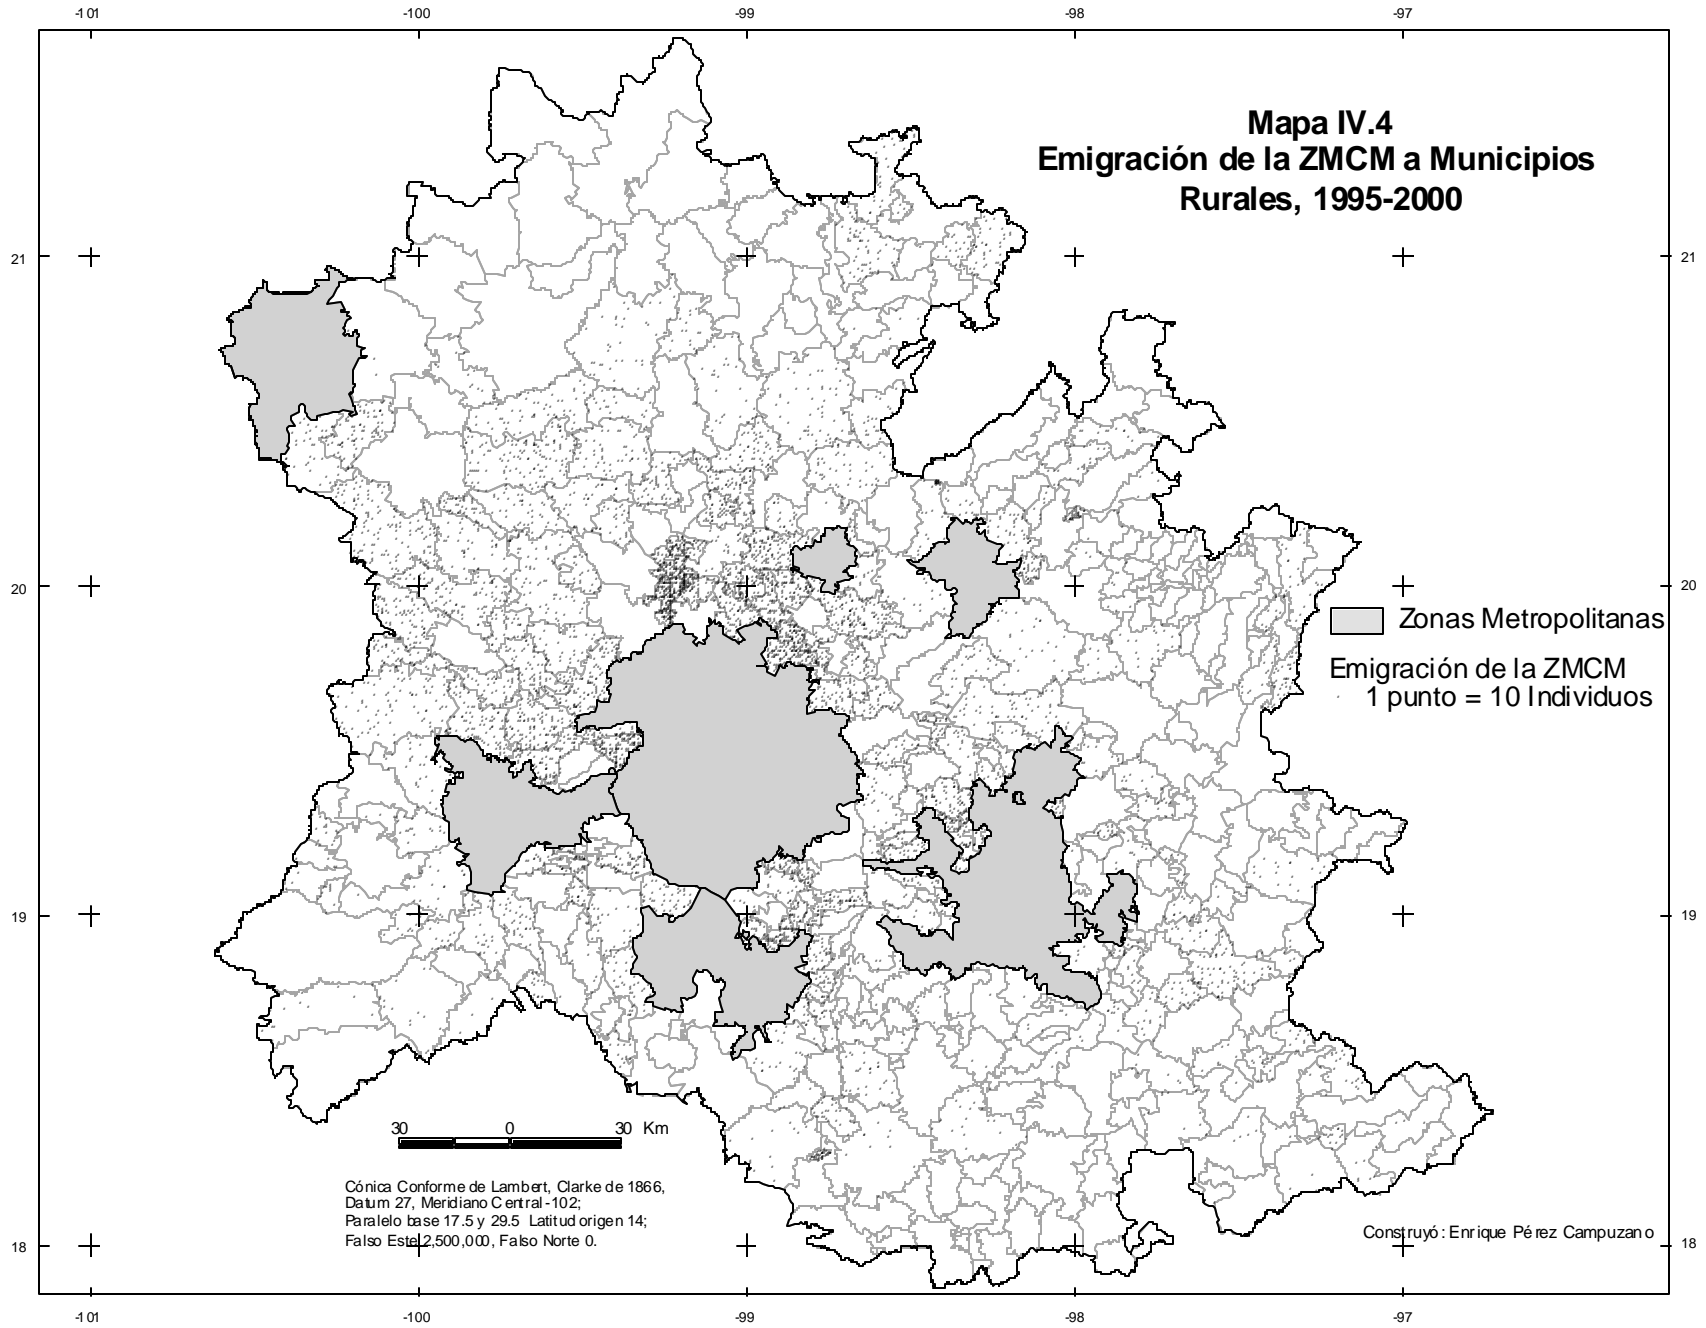 -101 -100 -99 -98 -97
Mapa IV.4
Emigración de la ZMCM a Municipios
Rurales, 1995-2000
21 21
20 20
Zonas Metropolitanas
Emigración de la ZMCM
1 punto = 10 Individuos
19 19
30 0 30 Km
Cónica Conforme de Lambert, Clarke de 1866,
Datum 27, Meridiano Central -102;
Paralelo base 17.5 y 29.5 Latitud origen 14;
Falso Este 2,500,000, Falso Norte 0.
Construyó: Enrique Pérez Campuzano
18 18
-101 -100 -99 -98 -97